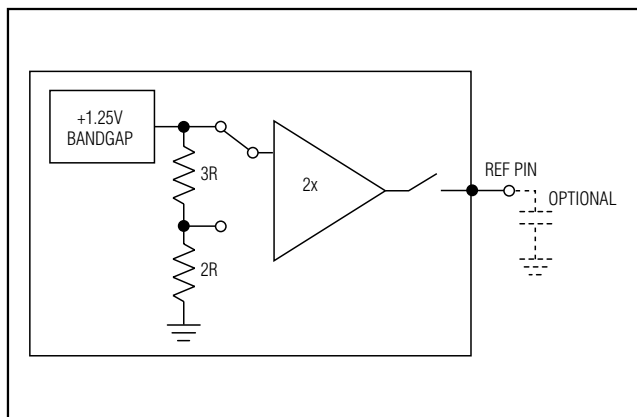 +1.25V
BANDGAP
3R
2R
2x
REF PIN
OPTIONAL